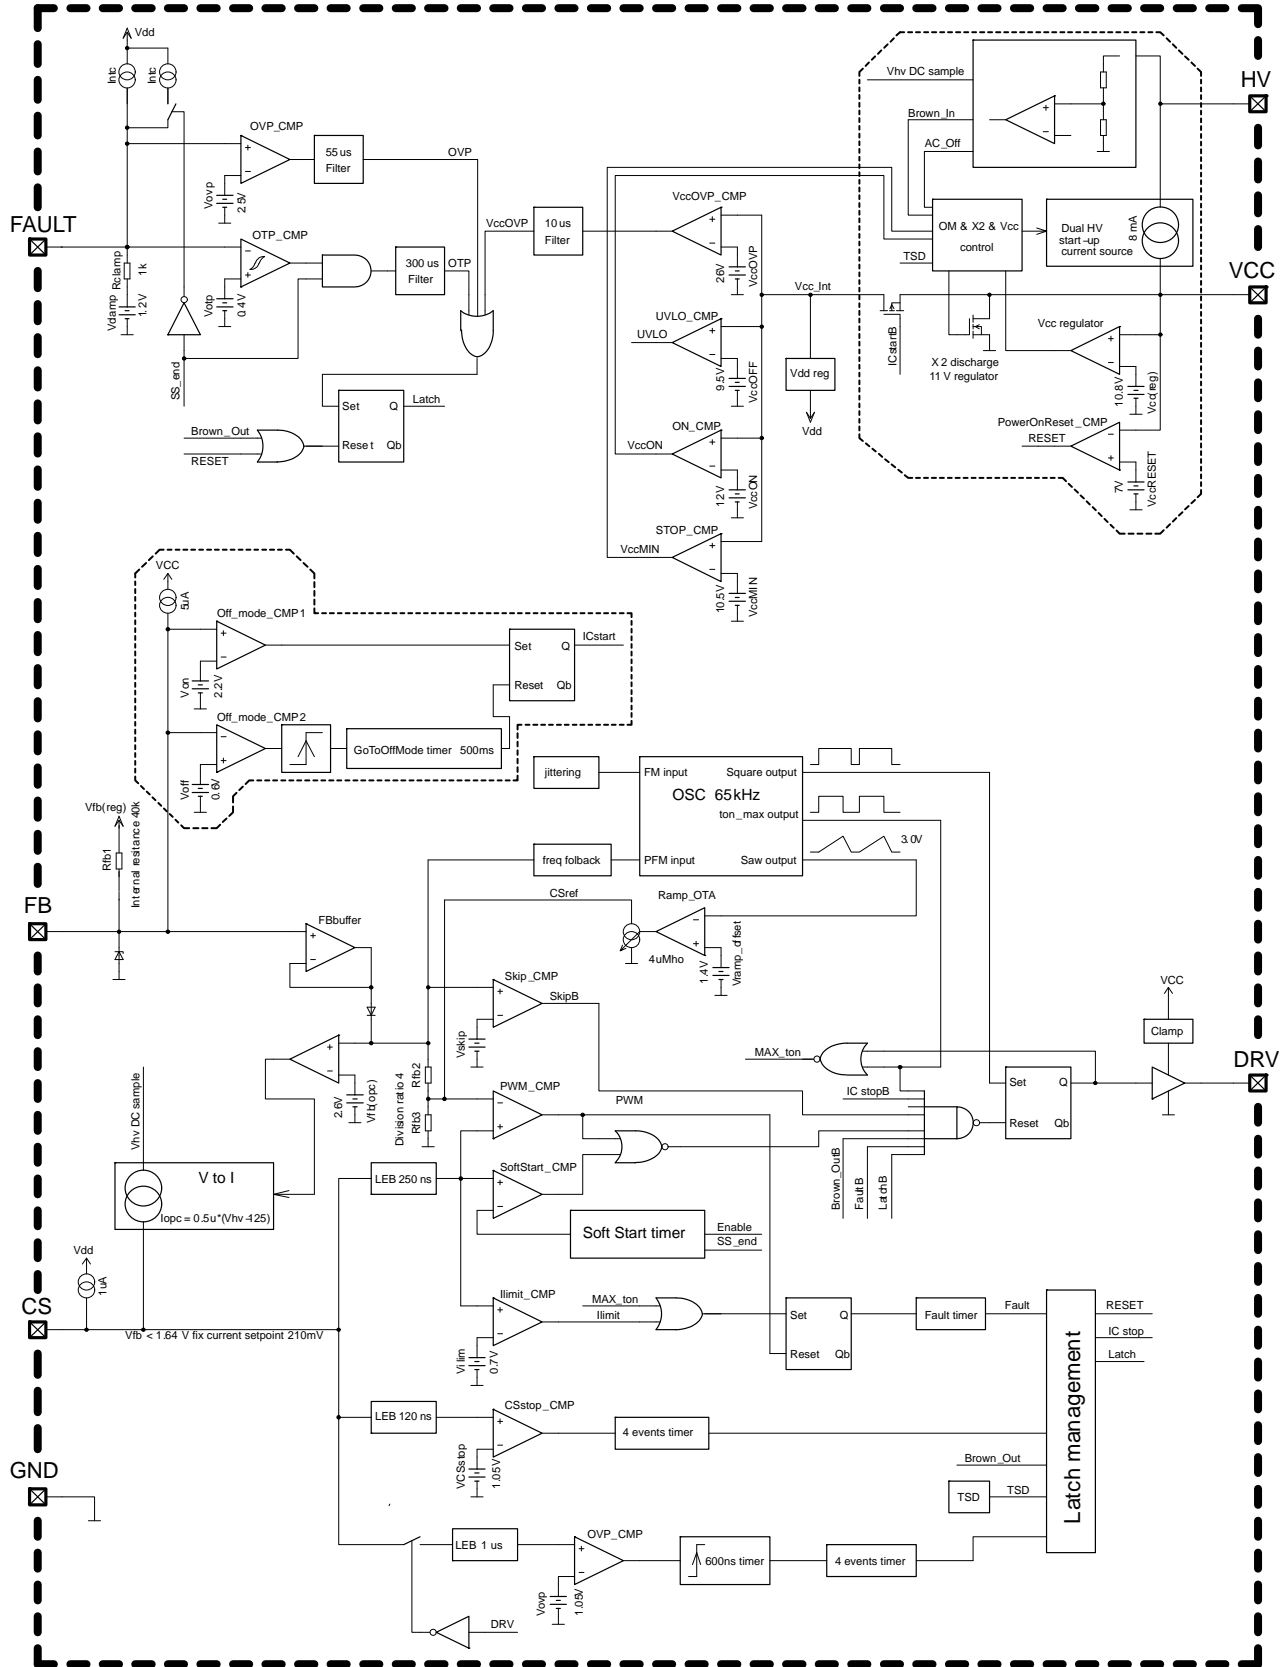 Vdd
Intc
Intc
OVP_CMP
55 us
Filter
OVP
Vovp
2.5V
FAULT
OTP_CMP
300 us
Filter
OTP
Rclamp
1k
Vclamp
1.2V
Votp
0.4V
SS_end
Set
Q
Latch
Reset
Qb
Brown_Out
RESET
VccOVP
10 us
Filter
VccOVP_CMP
26V
VccOVP
UVLO_CMP
UVLO
9.5V
VccOFF
ON_CMP
VccON
12V
VccON
STOP_CMP
VccMIN
10.5V
VccMIN
Vcc_Int
Vdd reg
Vdd
ICstartB
Vhv DC sample
Brown_In
AC_Off
HV
OM & X2 & Vcc
control
TSD
Dual HV
start-up
current source
8 mA
VCC
Vcc regulator
X2 discharge
11 V regulator
10.8V
Vcc(reg)
PowerOnReset_CMP
RESET
7V
VccRESET
VCC
5uA
Off_mode_CMP1
Von
2.2V
Set
Q
ICstart
Reset
Qb
Off_mode_CMP2
GoToOffMode timer 500ms
Voff
0.6V
Vfb(reg)
Rfb1
Internal resitance 40k
FB
FBbuffer
jittering
FM input
Square output
OSC 65kHz
ton_max output
freq folback
PFM input
Saw output
3.0V
CSref
Ramp_OTA
4uMho
1.4V
Vramp_offset
Skip_CMP
SkipB
Vskip
2.6V
Vfb(opc)
Division ratio 4
Rfb2
Rfb3
PWM_CMP
PWM
MAX_ton
IC stopB
Brown_OutB
FaultB
LatchB
Set
Q
Reset
Qb
VCC
Clamp
DRV
Vhv DC sample
V to I
Iopc = 0.5u*(Vhv-125)
LEB 250 ns
SoftStart_CMP
Soft Start timer
Enable
SS_end
Vdd
1uA
CS
Vfb < 1.64 V fix current setpoint 210mV
Ilimit_CMP
MAX_ton
Ilimit
Vilim
0.7V
Set
Q
Reset
Qb
Fault timer
Fault
Latch management
RESET
IC stop
Latch
LEB 120 ns
CSstop_CMP
VCSstop
1.05V
4 events timer
Brown_Out
TSD
TSD
GND
LEB 1 us
OVP_CMP
Vovp
1.05V
600ns timer
4 events timer
DRV